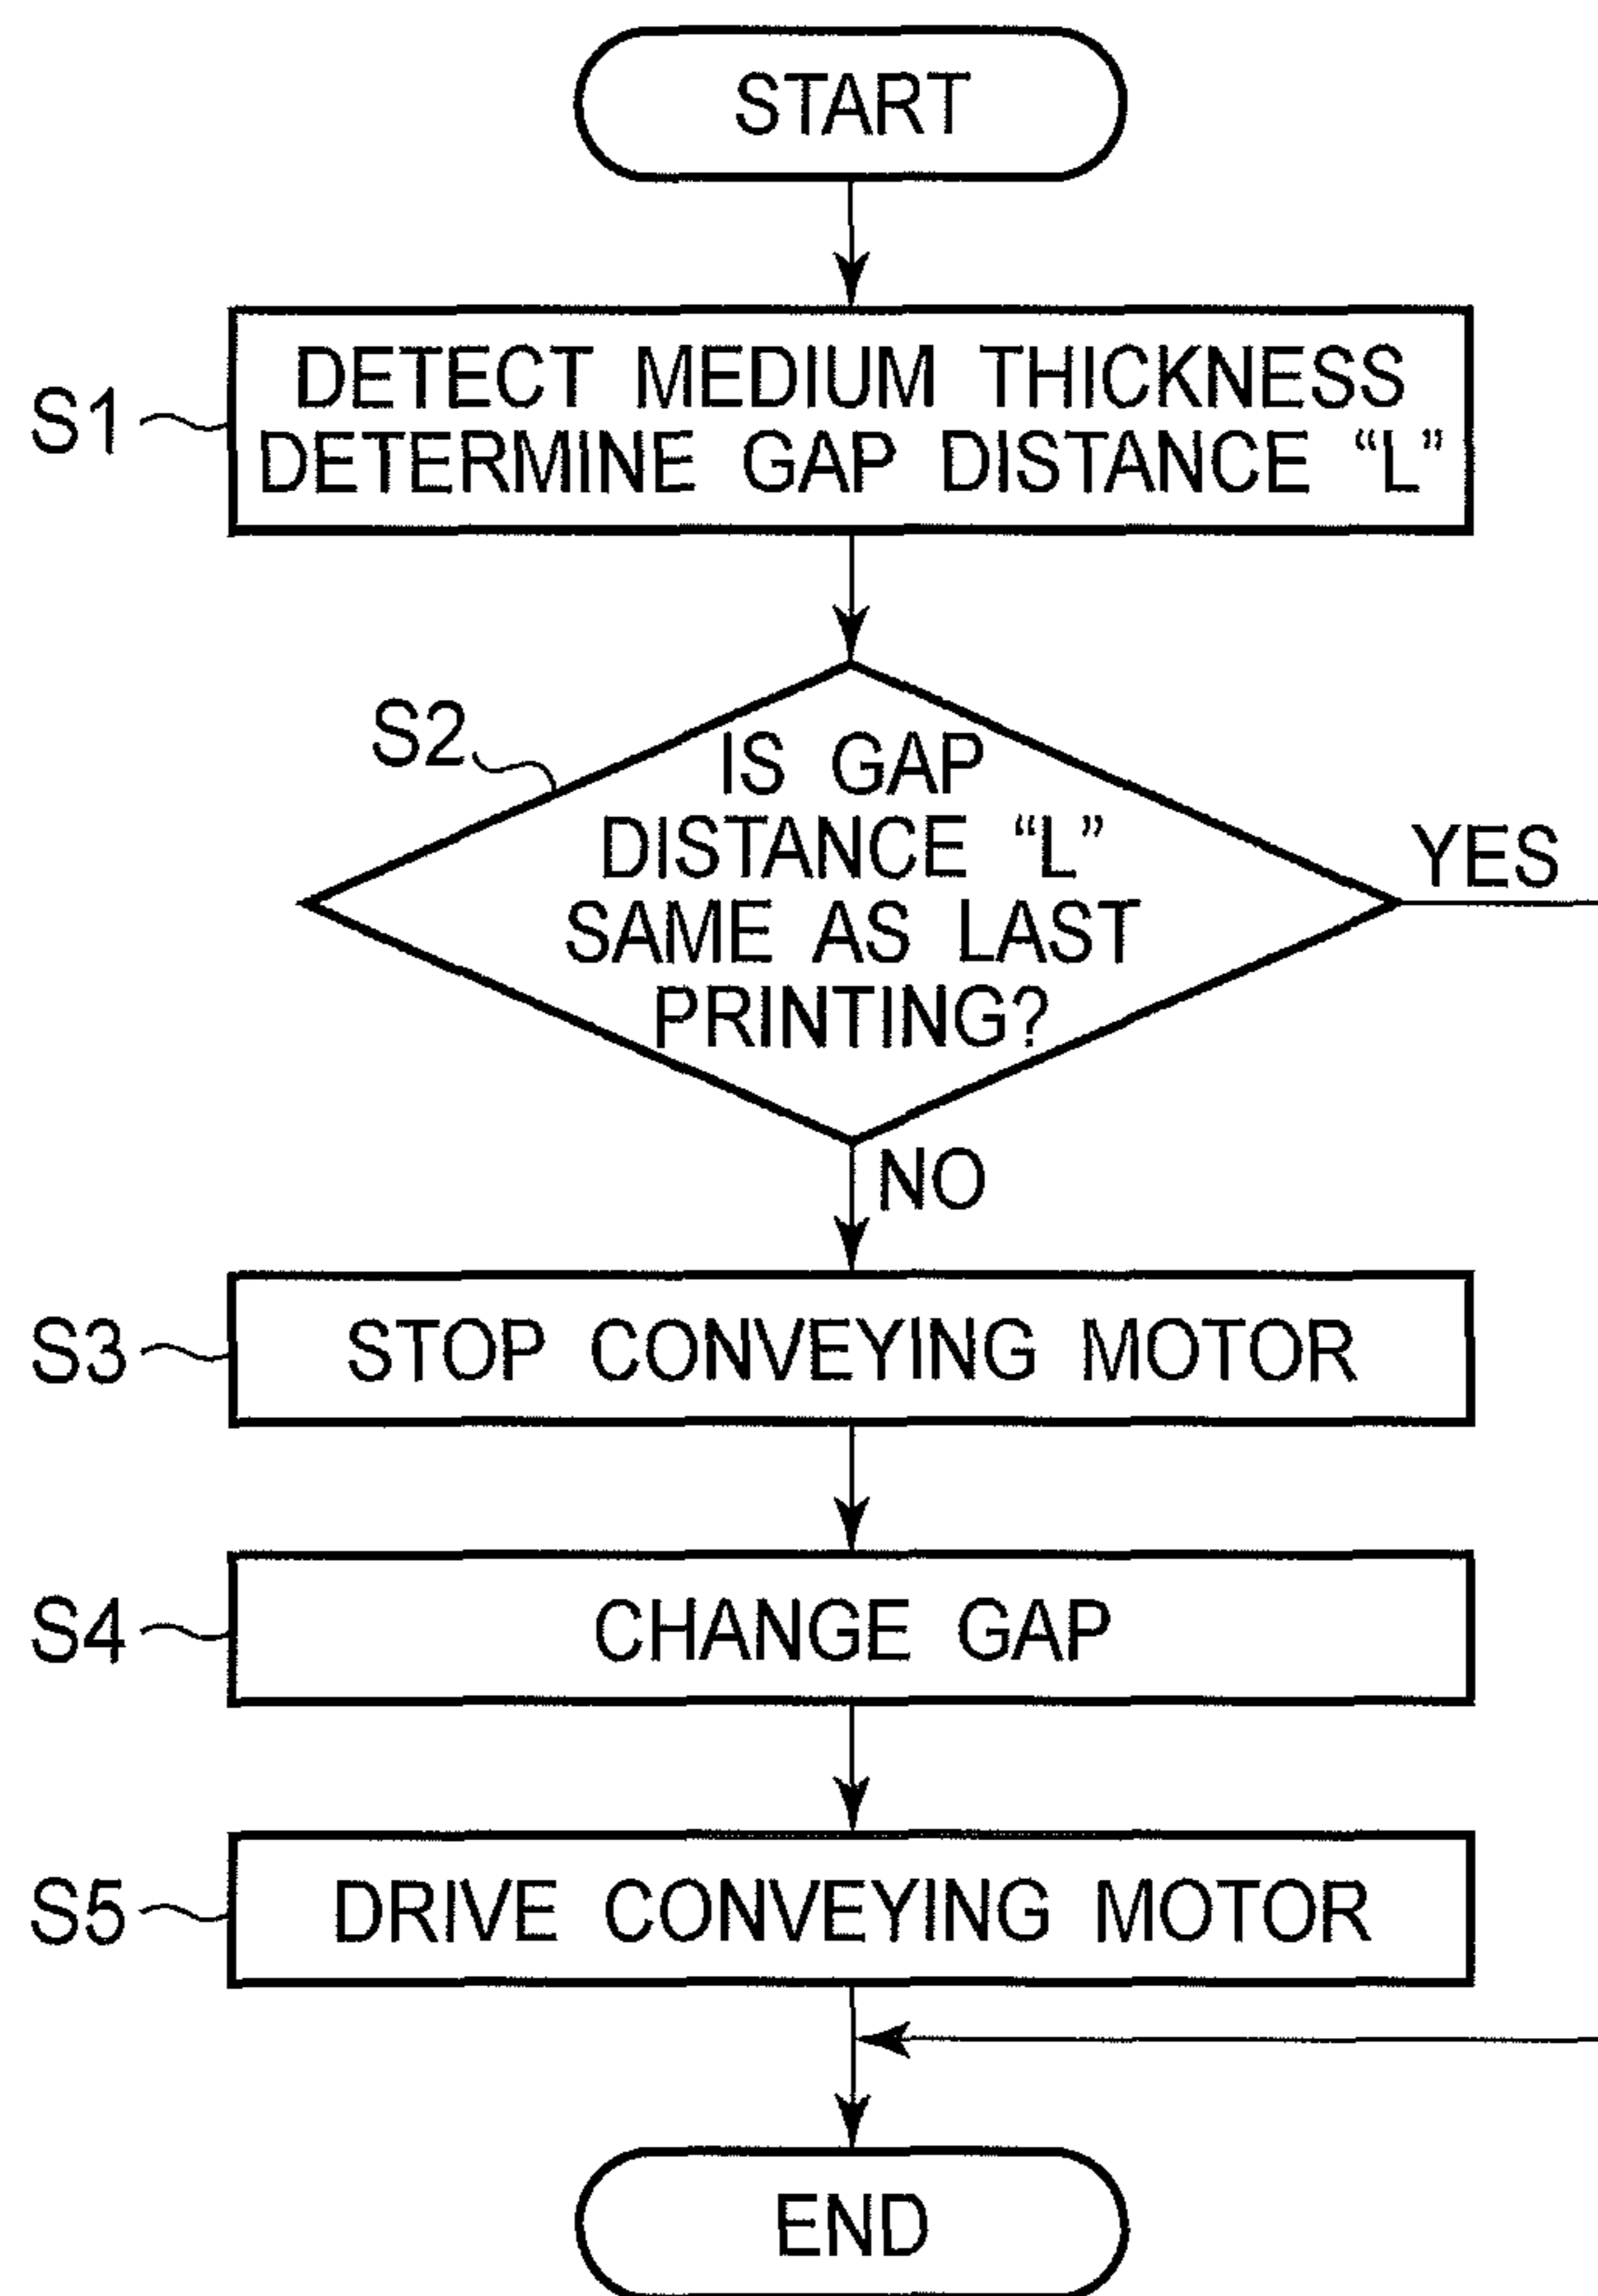 START
S1
DETECT MEDIUM THICKNESS
DETERMINE GAP DISTANCE “L”
S2
IS GAP
DISTANCE “L”
SAME AS LAST
PRINTING?
YES
NO
S3
STOP CONVEYING MOTOR
S4
CHANGE GAP
S5
DRIVE CONVEYING MOTOR
END